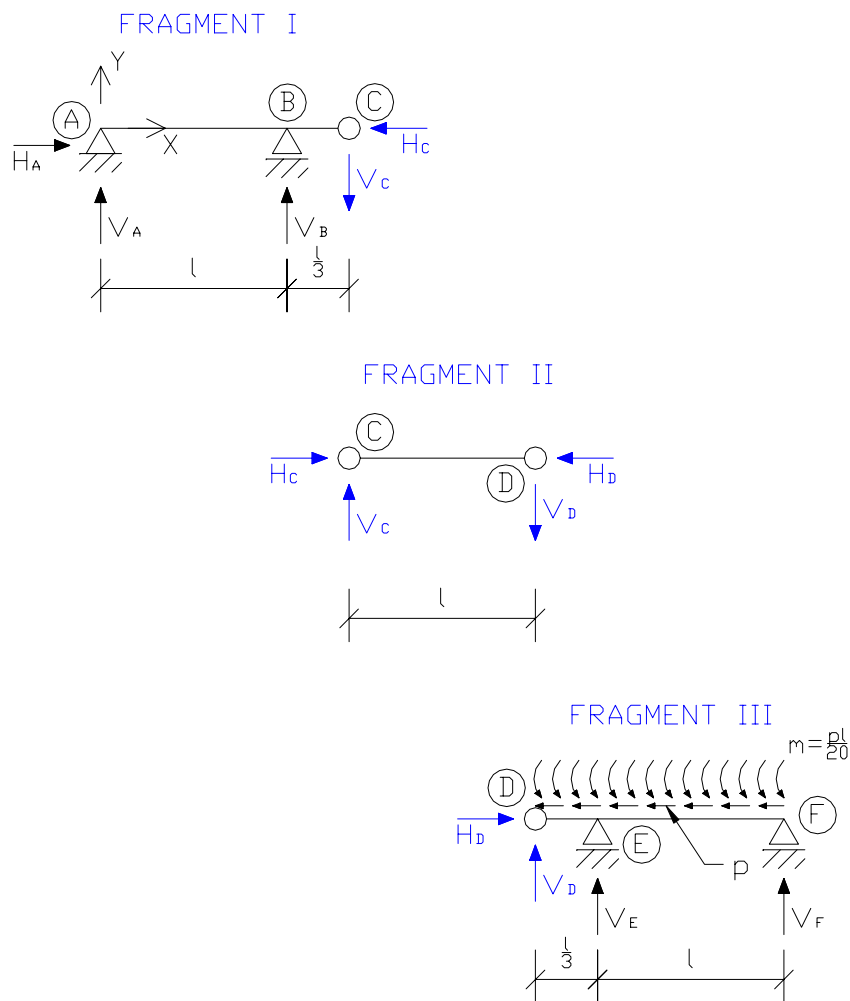 FRAGMENT I
Y
A
B
C
X
HA
HC
VC
VA
VB
l
l/3
FRAGMENT II
C
HC
HD
D
VC
VD
l
FRAGMENT III
m=pl/20
D
F
HD
E
p
VD
VE
VF
l/3
l